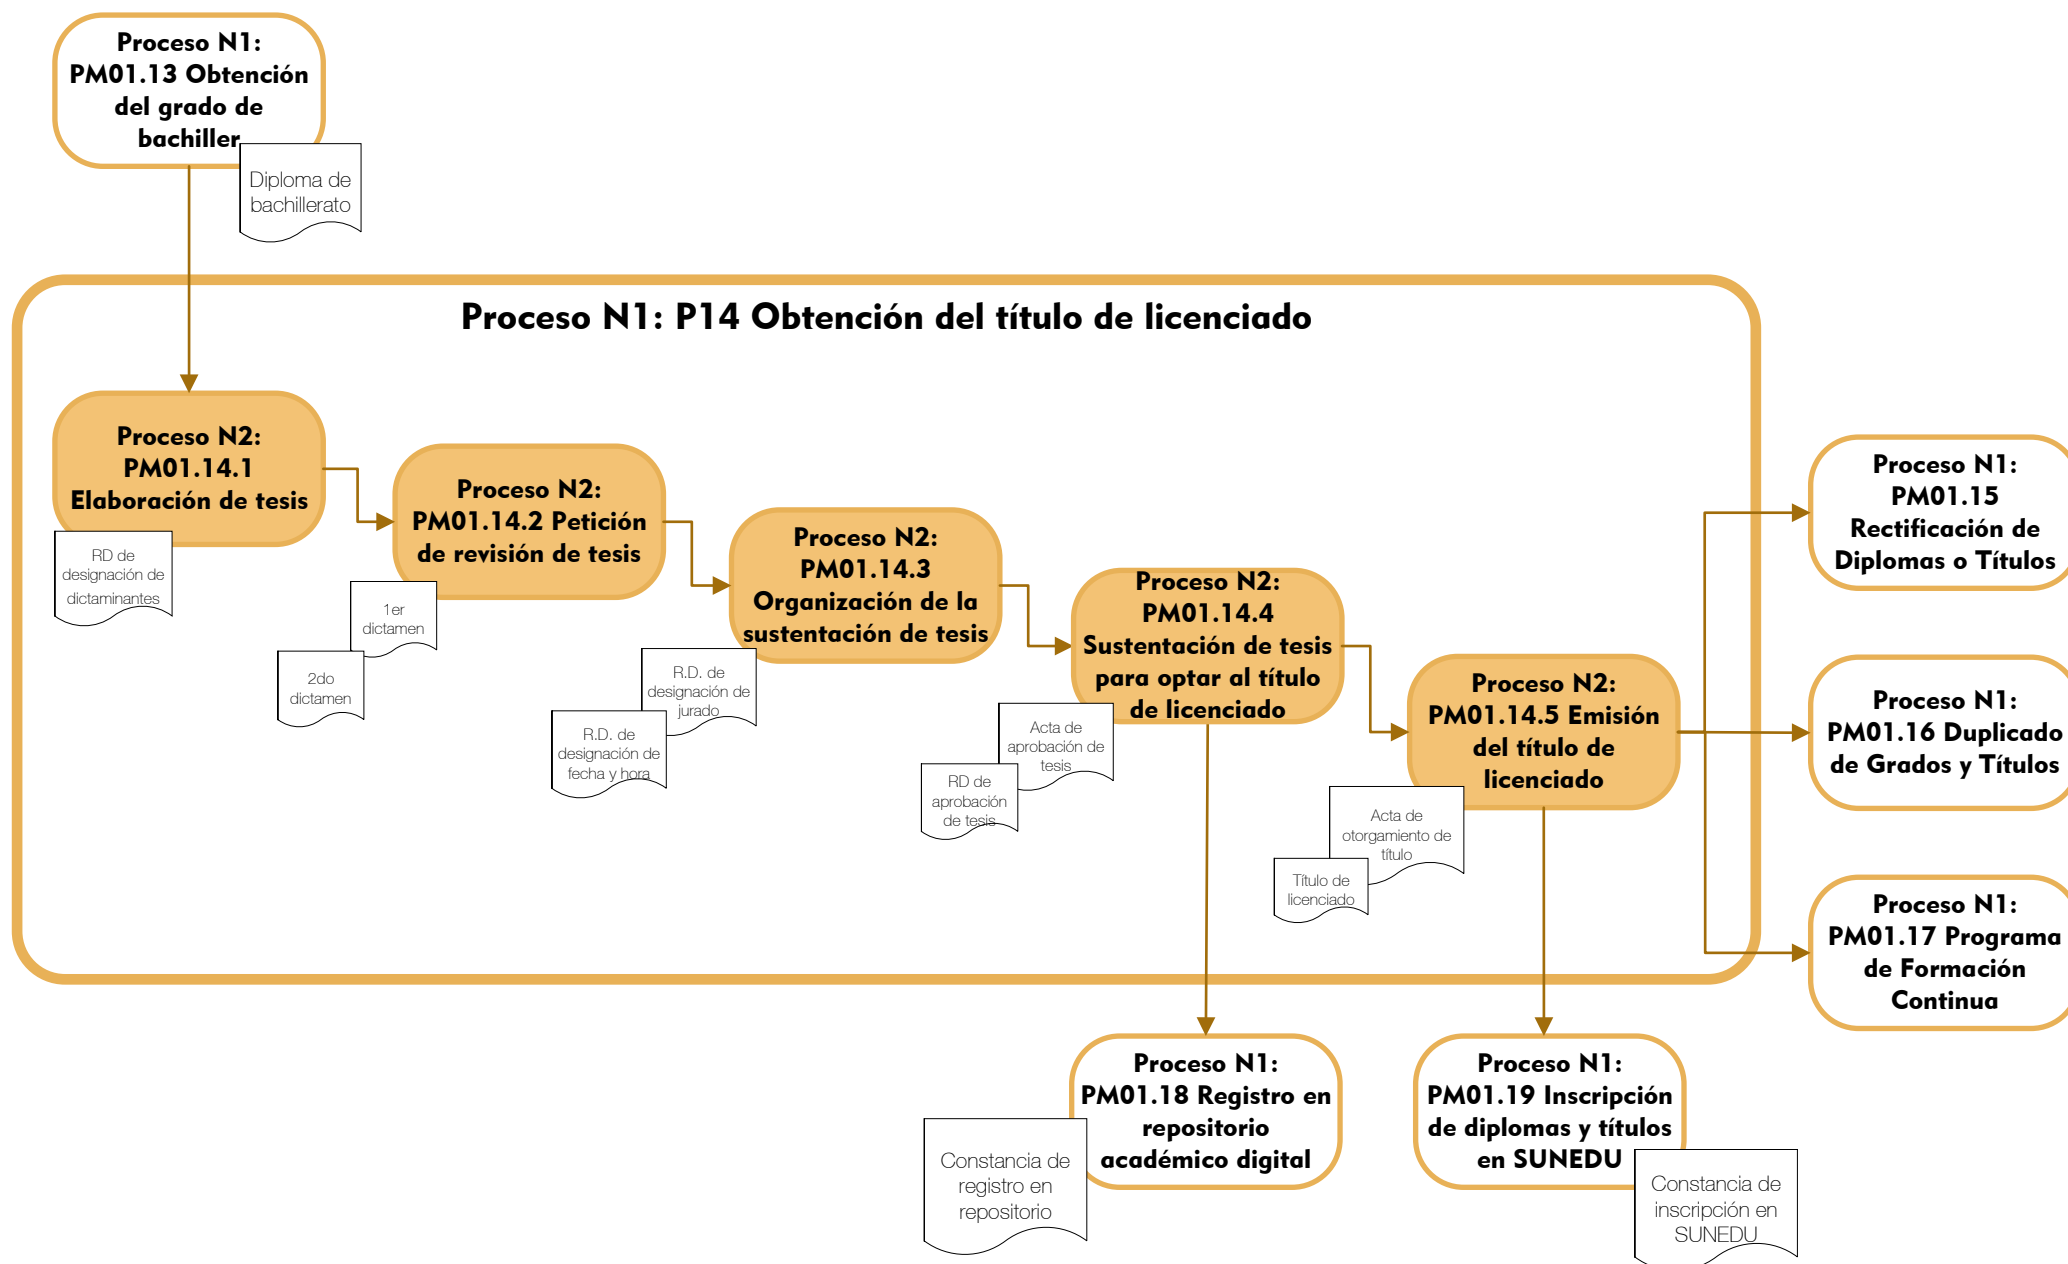 Proceso N1:
PM01.13 Obtención
del grado de
bachiller
Diploma de
bachillerato
Proceso N1: P14 Obtención del título de licenciado
Proceso N2:
PM01.14.1
Elaboración de tesis
RD de
designación de
dictaminantes
Proceso N2:
PM01.14.2 Petición
de revisión de tesis
1er
dictamen
2do
dictamen
Proceso N2:
PM01.14.3
Organización de la
sustentación de tesis
R.D. de
designación de
jurado
R.D. de
designación de
fecha y hora
Proceso N2:
PM01.14.4
Sustentación de tesis
para optar al título
de licenciado
Acta de
aprobación de
tesis
RD de
aprobación
de tesis
Proceso N2:
PM01.14.5 Emisión
del título de
licenciado
Acta de
otorgamiento de
título
Título de
licenciado
Proceso N1:
PM01.15
Rectificación de
Diplomas o Títulos
Proceso N1:
PM01.16 Duplicado
de Grados y Títulos
Proceso N1:
PM01.17 Programa
de Formación
Continua
Proceso N1:
PM01.18 Registro en
repositorio
académico digital
Constancia de
registro en
repositorio
Proceso N1:
PM01.19 Inscripción
de diplomas y títulos
en SUNEDU
Constancia de
inscripción en
SUNEDU